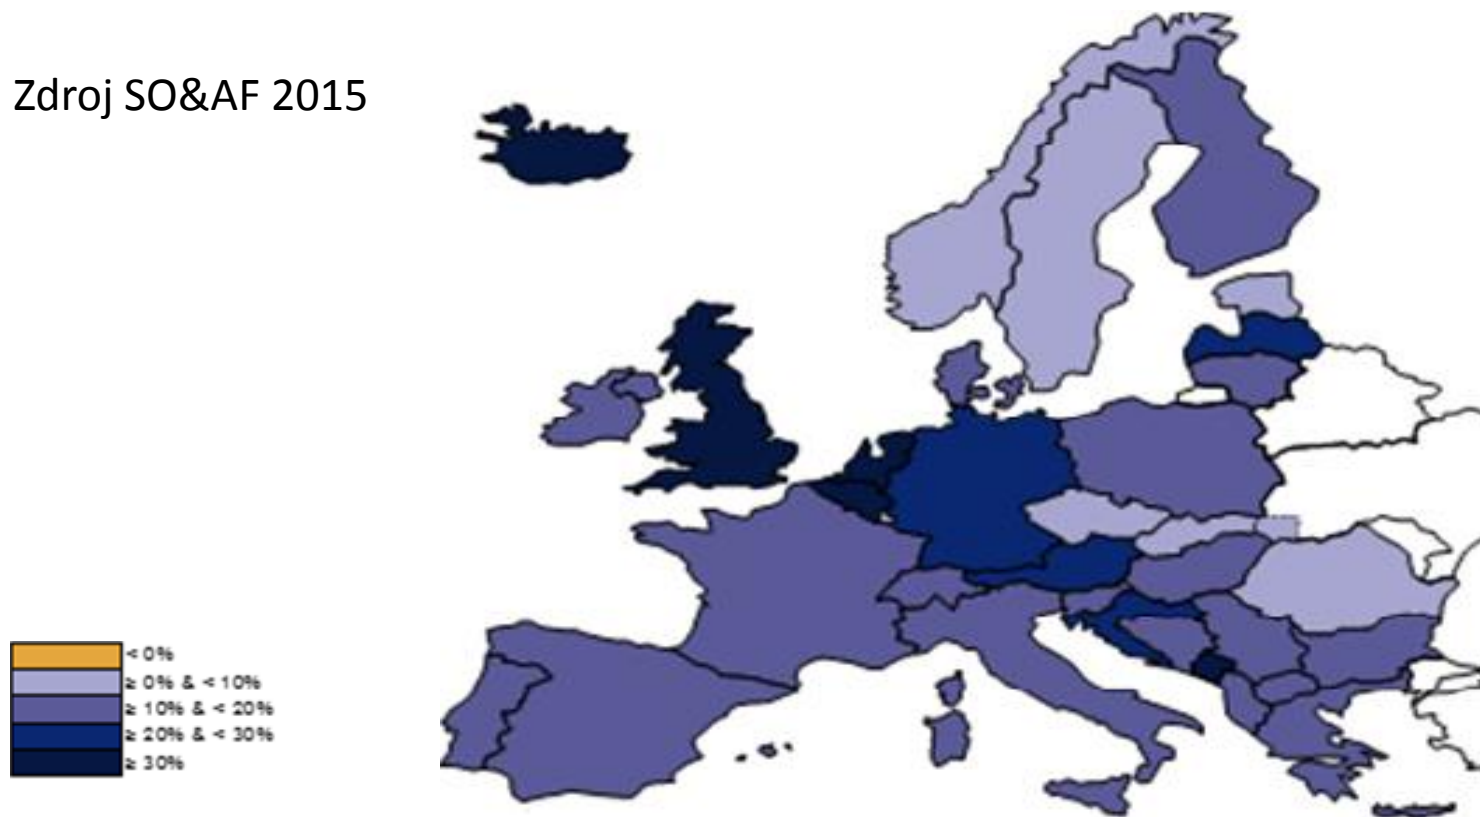 Zdroj SO&AF 2015
< 0%
≥ 0% & < 10%
≥ 10% & < 20%
≥ 20% & < 30%
≥ 30%